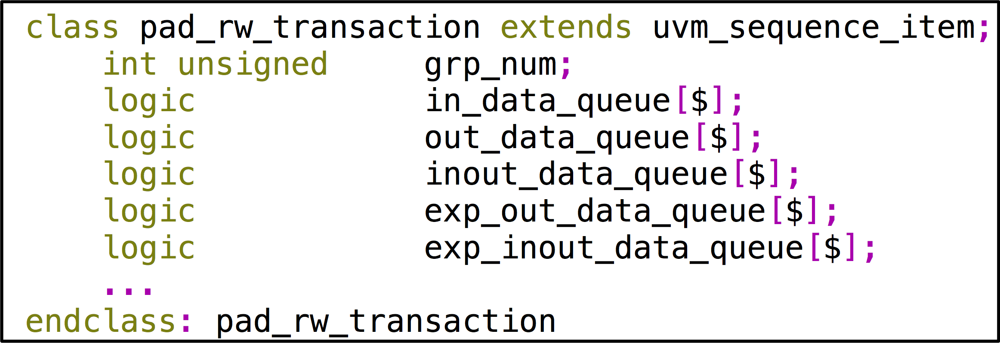 class pad_rw_transaction extends uvm_sequence_item;
int unsigned grp_num;
logic in_data_queue[$];
logic out_data_queue[$];
logic inout_data_queue[$];
logic exp_out_data_queue[$];
logic exp_inout_data_queue[$];
...
endclass: pad_rw_transaction